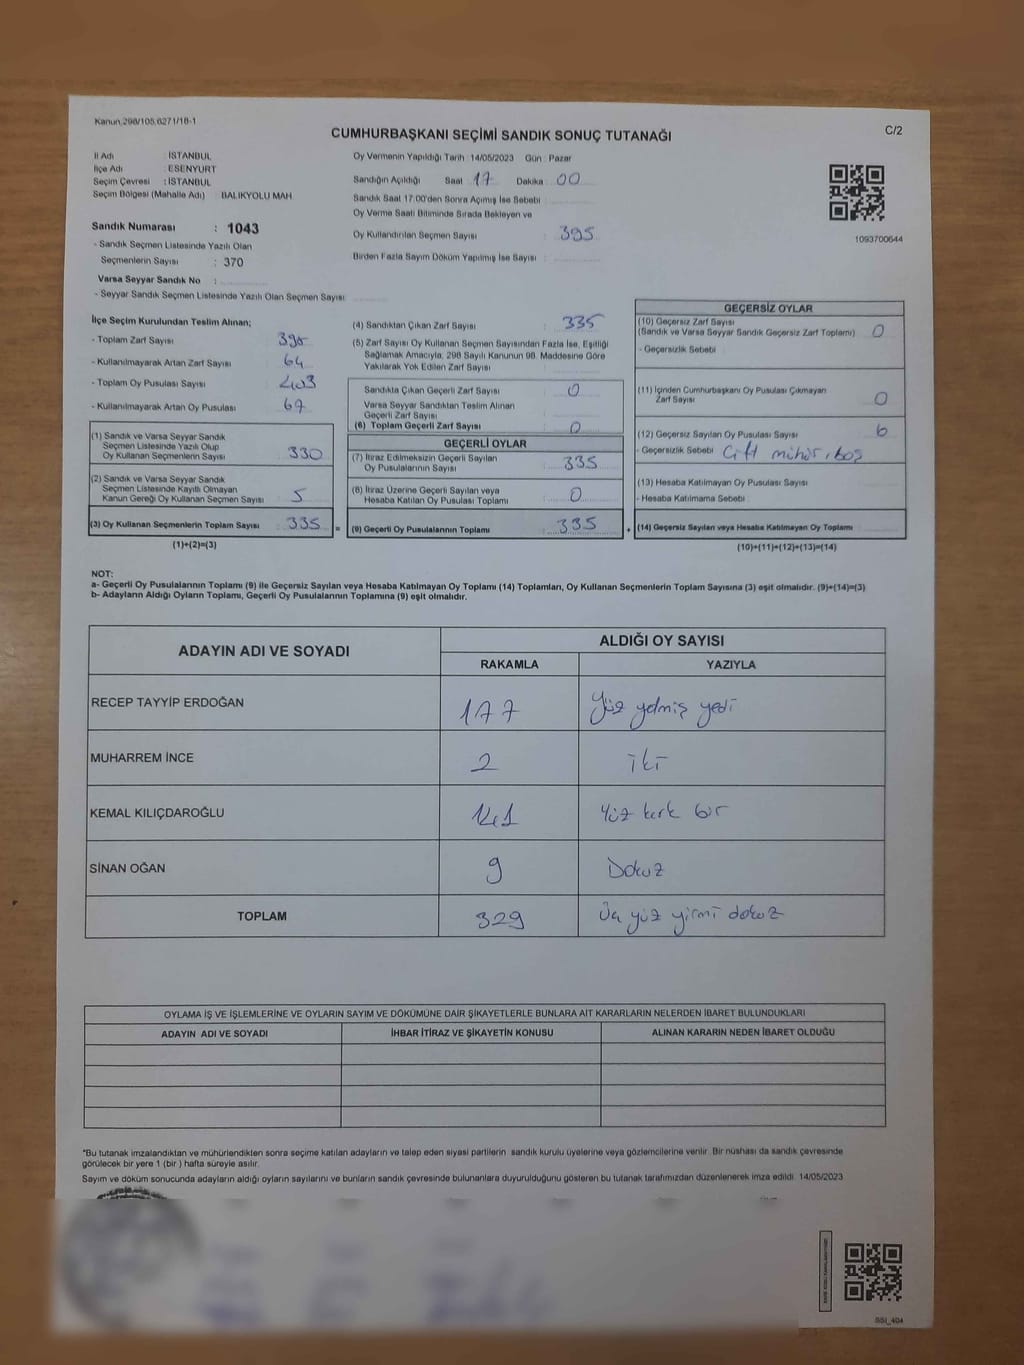 Kanun,298/105,6271/18-1
CUMHURBAŞKANI SEÇİMİ SANDIK SONUÇ TUTANAĞI
C/2
İl Adı : İSTANBUL
İlçe Adı : ESENYURT
Seçim Çevresi : İSTANBUL
Seçim Bölgesi (Mahalle Adı) : BALIKYOLU MAH
Sandık Numarası : 1043
- Sandık Seçmen Listesinde Yazılı Olan
Seçmenlerin Sayısı : 370
Varsa Seyyar Sandık No :
- Seyyar Sandık Seçmen Listesinde Yazılı Olan Seçmen Sayısı:
Oy Vermenin Yapıldığı Tarih : 14/05/2023 Gün : Pazar
Sandığın Açıldığı Saat 17 Dakika 00
Sandık Saat 17:00'den Sonra Açımış İse Sebebi :
Oy Verme Saati Bitiminde Sırada Bekleyen ve
Oy Kullandırılan Seçmen Sayısı : 395
Birden Fazla Sayım Döküm Yapılmış İse Sayısı :
1093700644
İlçe Seçim Kurulundan Teslim Alınan;
- Toplam Zarf Sayısı :
- Kullanılmayarak Artan Zarf Sayısı : 64
- Toplam Oy Pusulası Sayısı : 403
- Kullanılmayarak Artan Oy Pusulası : 67
(1) Sandık ve Varsa Seyyar Sandık
Seçmen Listesinde Yazılı Olup
Oy Kullanan Seçmenlerin Sayısı : 330
(2) Sandık ve Varsa Seyyar Sandık
Seçmen Listesinde Kayıtlı Olmayan
Kanun Gereği Oy Kullanan Seçmen Sayısı : 5
(3) Oy Kullanan Seçmenlerin Toplam Sayısı : 335 =
(1)+(2)=(3)
(4) Sandıktan Çıkan Zarf Sayısı : 335
(5) Zarf Sayısı Oy Kullanan Seçmen Sayısından Fazla İse, Eşitliği
Sağlamak Amacıyla, 298 Sayılı Kanunun 98. Maddesine Göre
Yakılarak Yok Edilen Zarf Sayısı :
Sandıkta Çıkan Geçerli Zarf Sayısı : 0
Varsa Seyyar Sandıktan Teslim Alınan
Geçerli Zarf Sayısı :
(6) Toplam Geçerli Zarf Sayısı : 0
GEÇERLİ OYLAR
(7) İtiraz Edilmeksizin Geçerli Sayılan
Oy Pusulalarının Sayısı : 335
(8) İtiraz Üzerine Geçerli Sayılan veya
Hesaba Katılan Oy Pusulası Toplamı : 0
(9) Geçerli Oy Pusulalarının Toplamı : 335 +
GEÇERSİZ OYLAR
(10) Geçersiz Zarf Sayısı
(Sandık ve Varsa Seyyar Sandık Geçersiz Zarf Toplamı) : 0
- Geçersizlik Sebebi :
(11) İçinden Cumhurbaşkanı Oy Pusulası Çıkmayan
Zarf Sayısı : 0
(12) Geçersiz Sayılan Oy Pusulası Sayısı : 6
- Geçersizlik Sebebi : Çift mühür, boş
(13) Hesaba Katılmayan Oy Pusulası Sayısı :
- Hesaba Katılmama Sebebi :
(14) Geçersiz Sayılan veya Hesaba Katılmayan Oy Toplamı :
(10)+(11)+(12)+(13)=(14)
NOT:
a- Geçerli Oy Pusulalarının Toplamı (9) ile Geçersiz Sayılan veya Hesaba Katılmayan Oy Toplamı (14) Toplamları, Oy Kullanan Seçmenlerin Toplam Sayısına (3) eşit olmalıdır. (9)+(14)=(3)
b- Adayların Aldığı Oyların Toplamı, Geçerli Oy Pusulalarının Toplamına (9) eşit olmalıdır.
ADAYIN ADI VE SOYADI
ALDIĞI OY SAYISI
RAKAMLA YAZIYLA
RECEP TAYYİP ERDOĞAN 177 Yüz yetmiş yedi
MUHARREM İNCE 2 iki
KEMAL KILIÇDAROĞLU 141 Yüz kırk bir
SİNAN OĞAN 9 Dokuz
TOPLAM 329 Üç yüz yirmi dokuz
OYLAMA İŞ VE İŞLEMLERİNE VE OYLARIN SAYIM VE DÖKÜMÜNE DAİR ŞİKAYETLERLE BUNLARA AİT KARARLARIN NELERDEN İBARET BULUNDUKLARI
ADAYIN ADI VE SOYADI İHBAR İTİRAZ VE ŞİKAYETİN KONUSU ALINAN KARARIN NEDEN İBARET OLDUĞU
*Bu tutanak imzalandıktan ve mühürlendikten sonra seçime katılan adayların ve talep eden siyasi partilerin sandık kurulu üyelerine veya gözlemcilerine verilir. Bir nüshası da sandık çevresinde
görülecek bir yere 1 (bir ) hafta süreyle asılır.
Sayım ve döküm sonucunda adayların aldığı oyların sayılarını ve bunların sandık çevresinde bulunanlara duyurulduğunu gösteren bu tutanak tarafımızdan düzenlenerek imza edildi. 14/05/2023
SSI_404